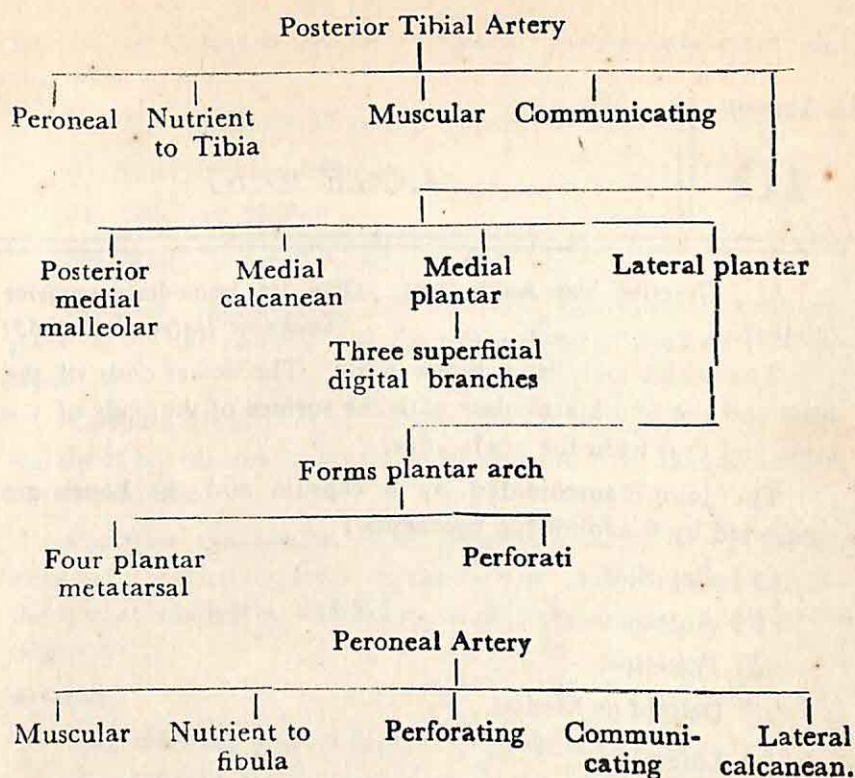 Posterior Tibial Artery
Peroneal Nutrient Muscular Communicating
to Tibia
Posterior Medial Medial Lateral plantar
medial calcanean plantar
malleolar
Three superficial
digital branches
Forms plantar arch
Four plantar Perforati
metatarsal
Peroneal Artery
Muscular Nutrient to Perforating Communi- Lateral
fibula cating calcanean.